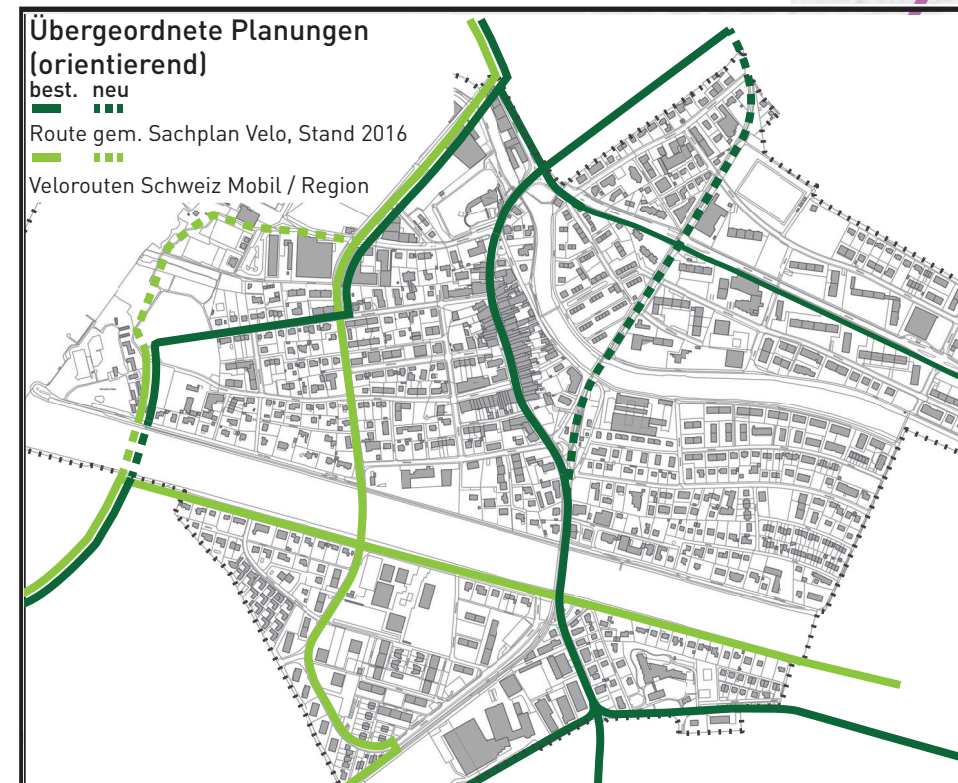 Übergeordnete Planungen
(orientierend)
best. neu
Route gem. Sachplan Velo, Stand 2016
Velorouten Schweiz Mobil / Region